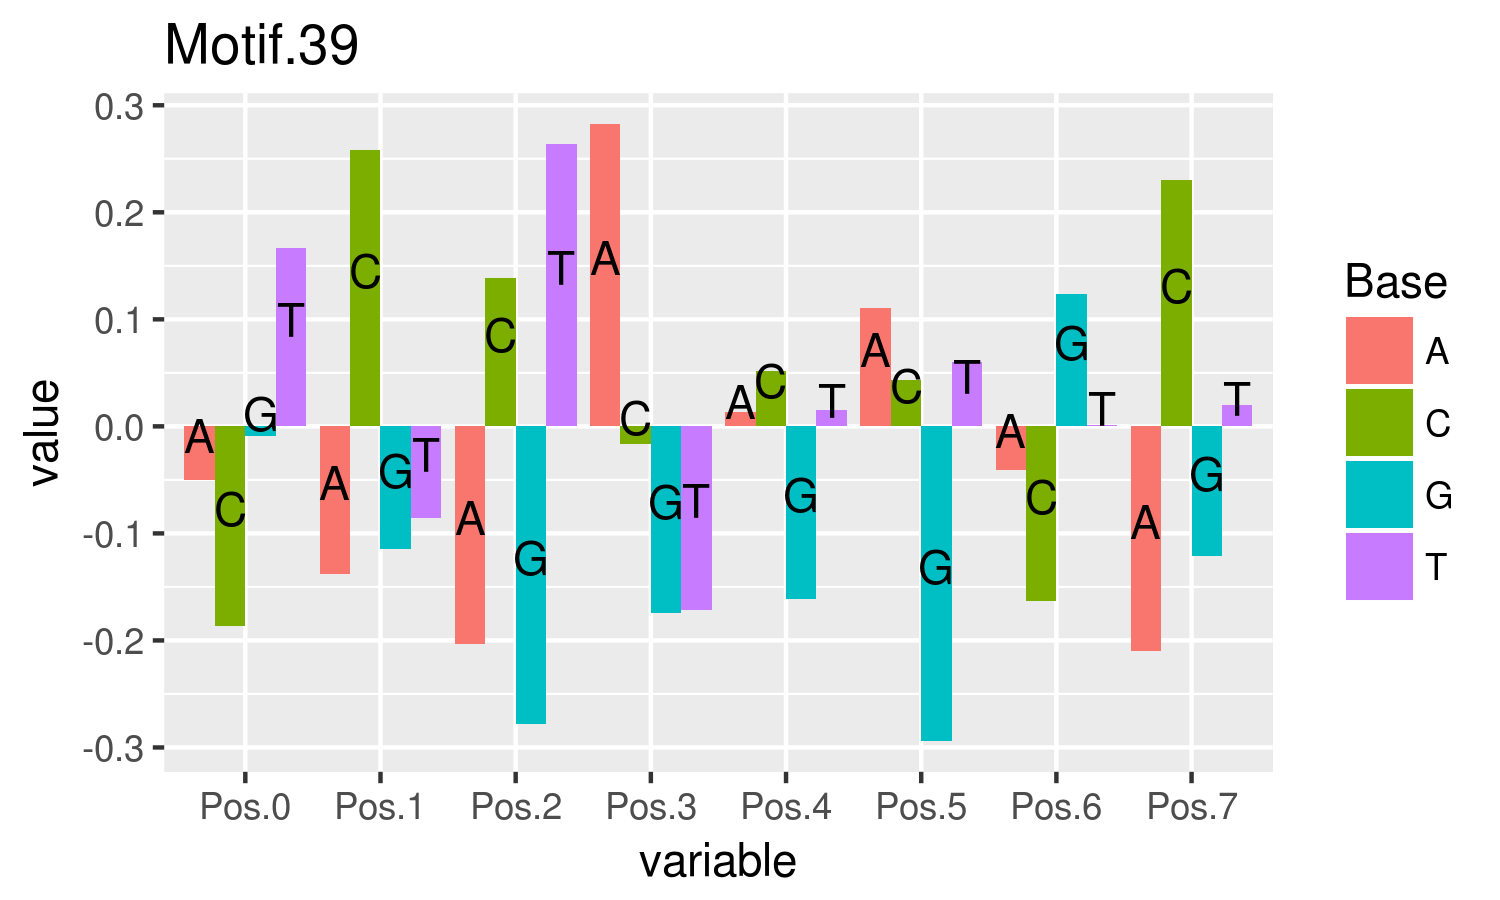 Motif.39
0.3
0.2
0.1
0.0
-0.1
-0.2
-0.3
value
A C G T
A C G T
A C G T
A C G T
A C G T
A C G T
A C G T
A C G T
Pos.0 Pos.1 Pos.2 Pos.3 Pos.4 Pos.5 Pos.6 Pos.7
variable
Base
A
C
G
T